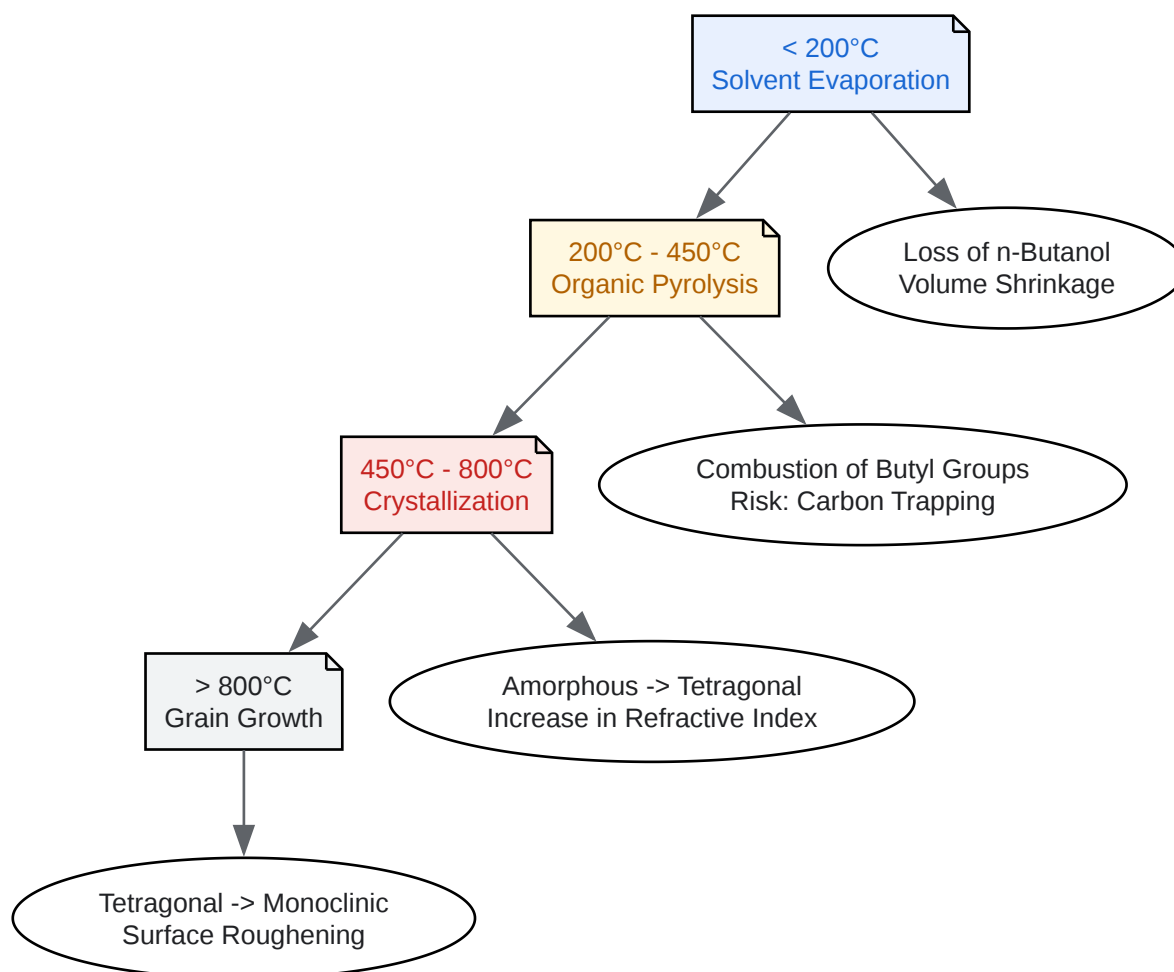 < 200°C
Solvent Evaporation
200°C - 450°C
Organic Pyrolysis
Loss of n-Butanol
Volume Shrinkage
450°C - 800°C
Crystallization
Combustion of Butyl Groups
Risk: Carbon Trapping
> 800°C
Grain Growth
Amorphous -> Tetragonal
Increase in Refractive Index
Tetragonal -> Monoclinic
Surface Roughening